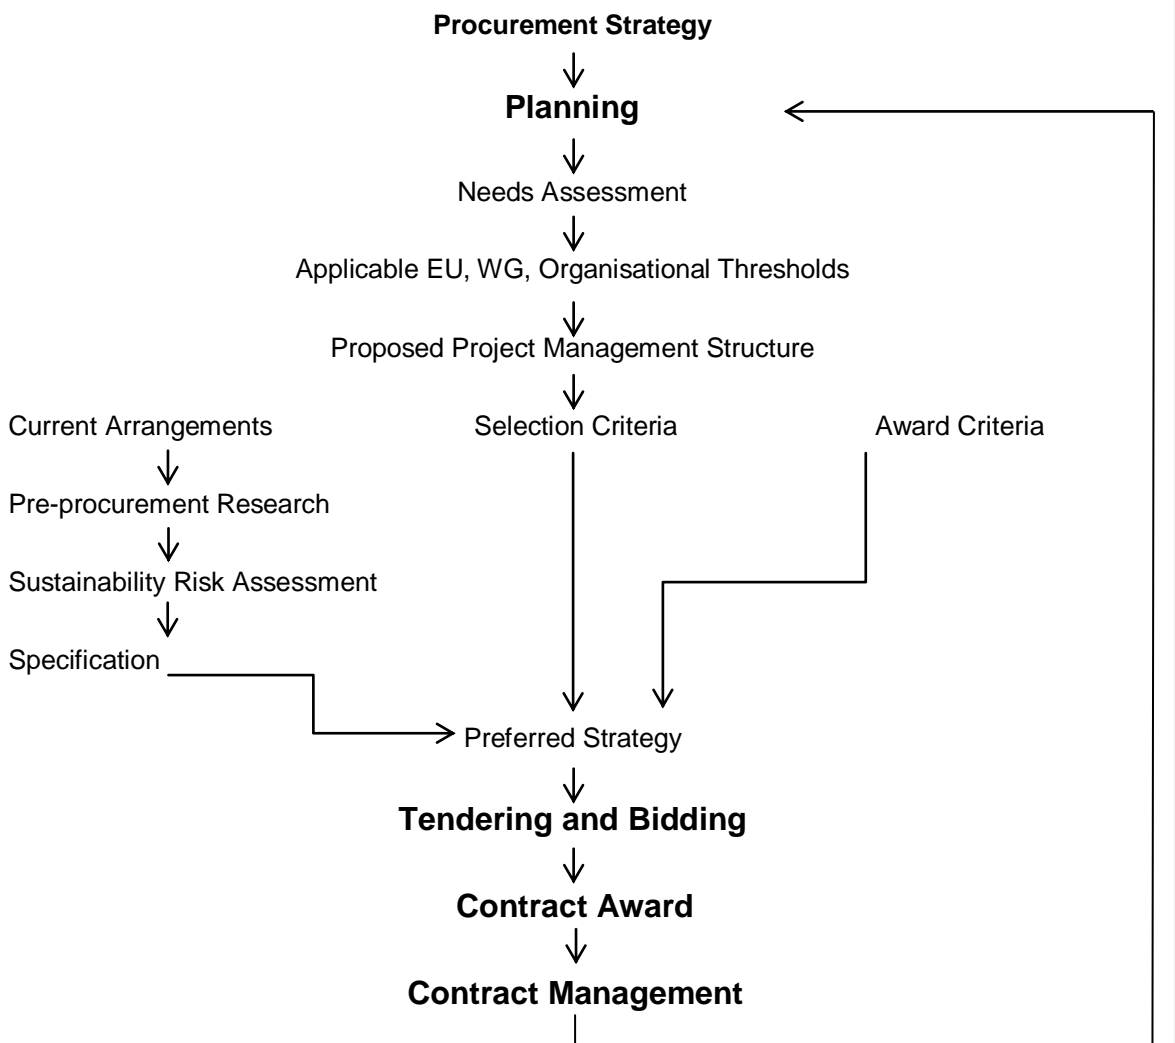 Procurement Strategy
Planning
Needs Assessment
Applicable EU, WG, Organisational Thresholds
Proposed Project Management Structure
Current Arrangements
Selection Criteria
Award Criteria
Pre-procurement Research
Sustainability Risk Assessment
Specification
Preferred Strategy
Tendering and Bidding
Contract Award
Contract Management